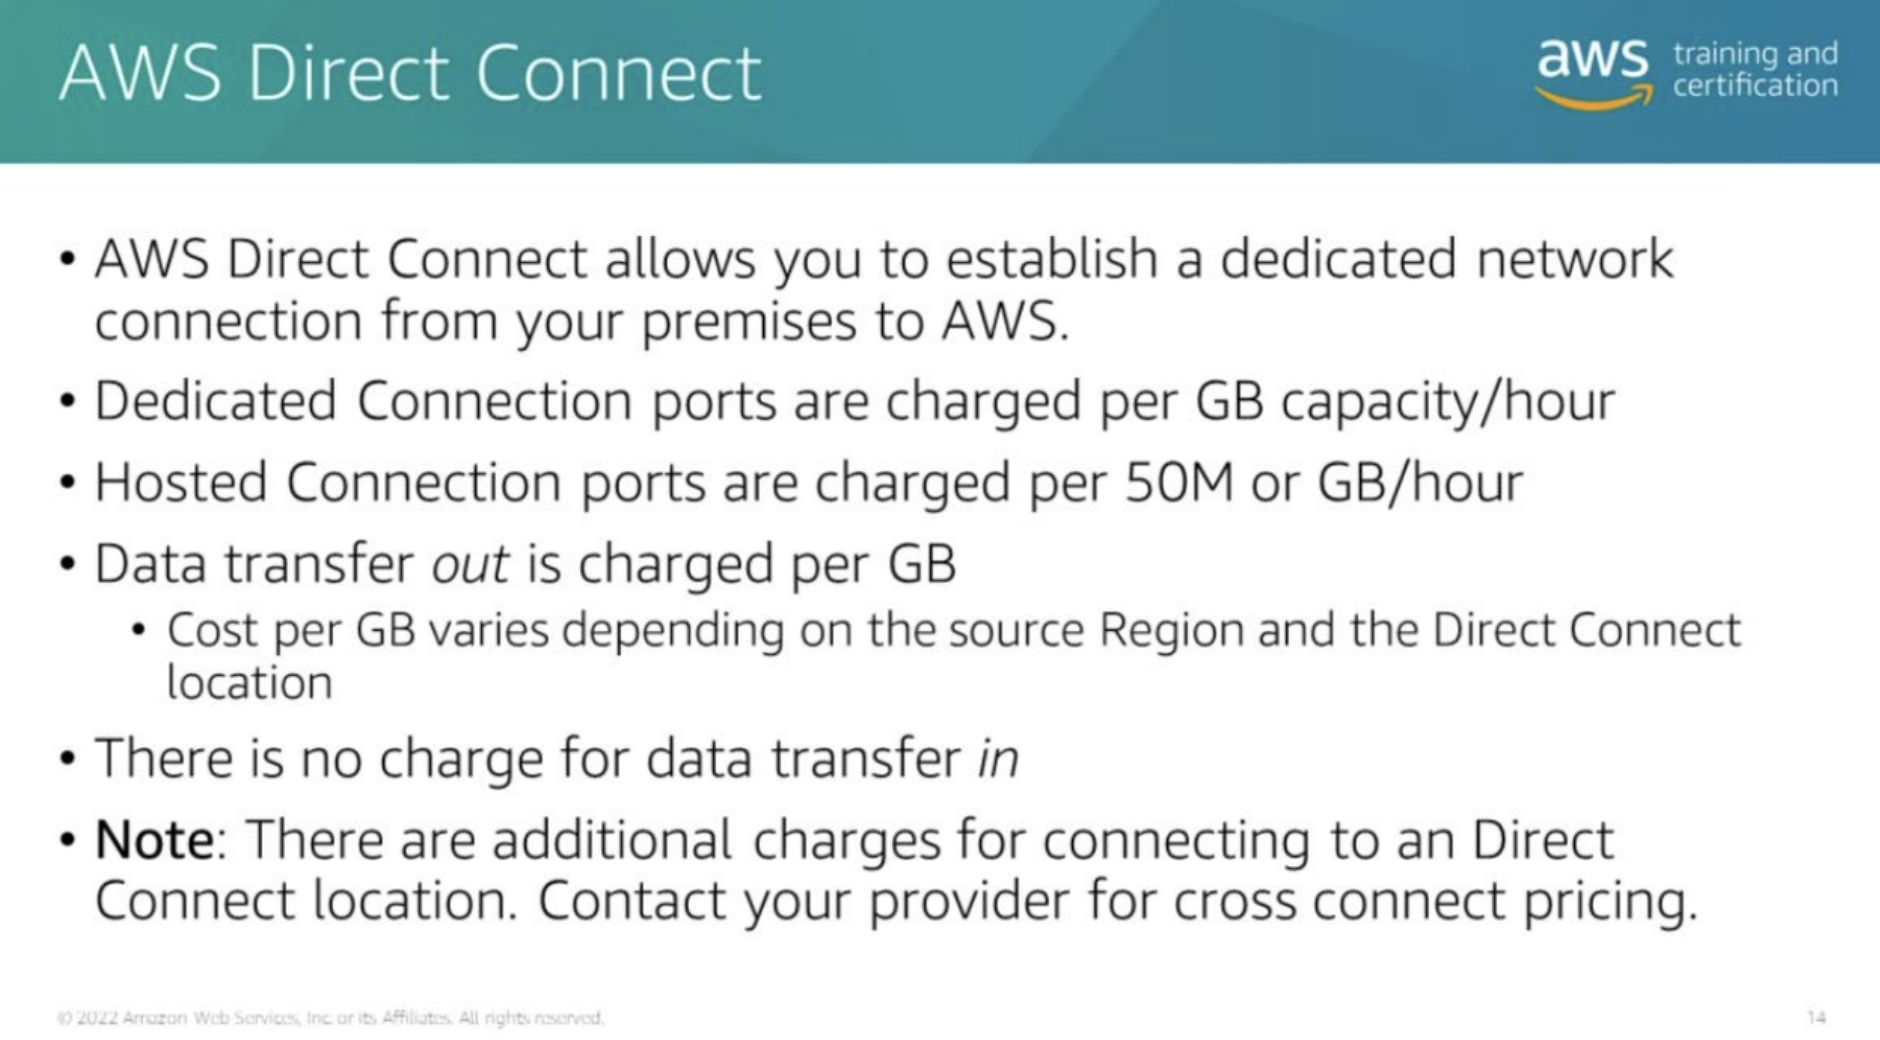 AWS Direct Connect
aws training and
certification
• AWS Direct Connect allows you to establish a dedicated network
connection from your premises to AWS.
• Dedicated Connection ports are charged per GB capacity/hour
• Hosted Connection ports are charged per 50M or GB/hour
• Data transfer out is charged per GB
• Cost per GB varies depending on the source Region and the Direct Connect
location
• There is no charge for data transfer in
• Note: There are additional charges for connecting to an Direct
Connect location. Contact your provider for cross connect pricing.
© 2022 Amazon Web Services, Inc. or its Affiliates. All rights reserved.
14